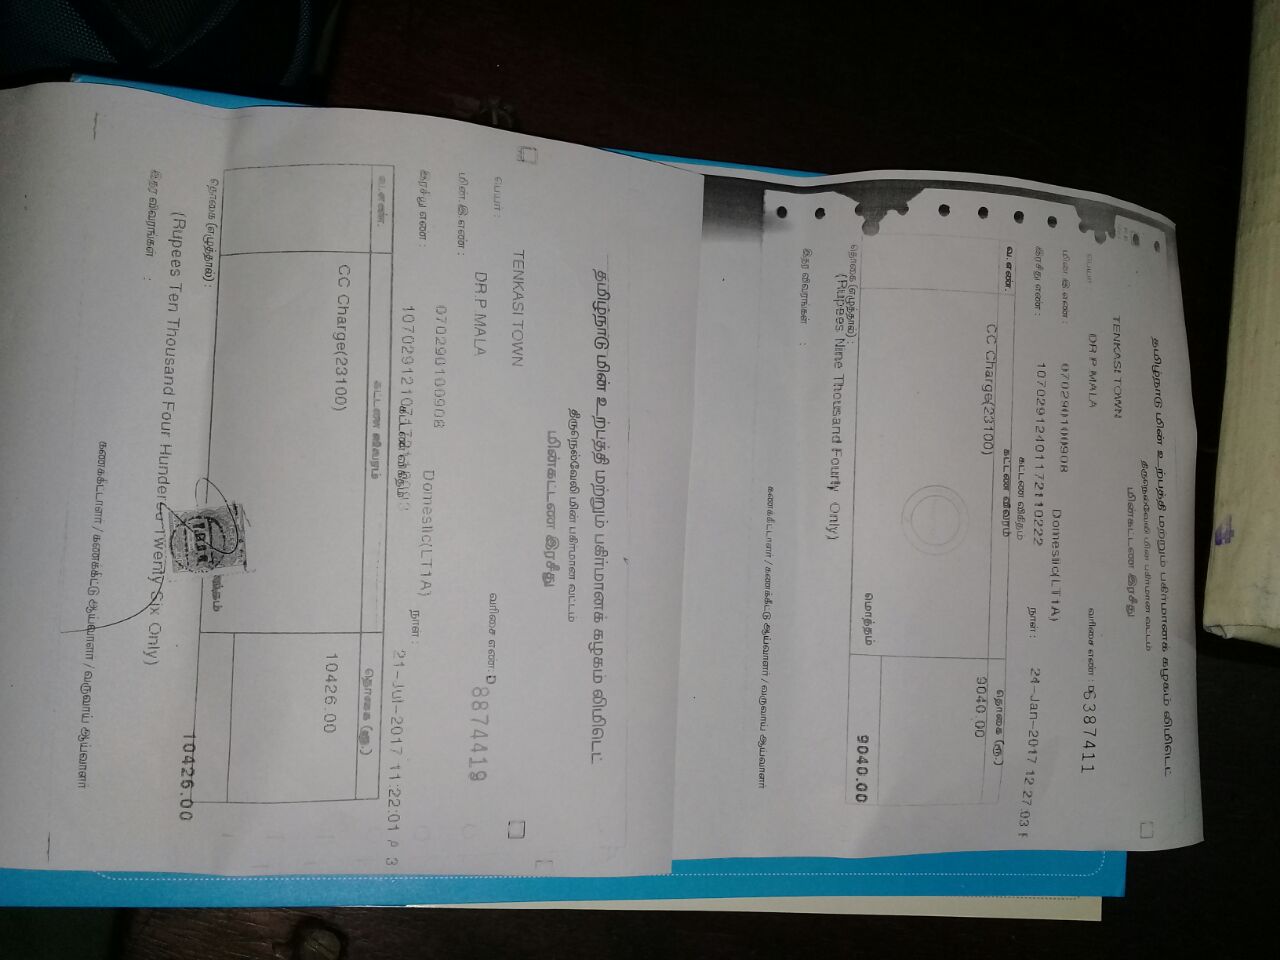 தமிழ்நாடு மின் உற்பத்தி மற்றும் பகிர்மானக் கழகம் லிமிடெட்
திருநெல்வேலி மின் பகிர்மான வட்டம்
மின்கட்டண இரசீது
TENKASI TOWN
வரிசை எண் : D 6387411
பெயர் : DR.P.MALA
மின் இ.எண் : 070290100908 Domestic(LT1A)
இரசீது எண் : கட்டண விகிதம் நாள் : 24-Jan-2017 12:27:03 P
வ.எண். கட்டண விவரம் தொகை (ரூ.)
CC Charge(23100) 9040.00
மொத்தம் 9040.00
தொகை (எழுத்தால்) :
(Rupees Nine Thousand Fourty Only)
இதர விவரங்கள் :
கணக்கீட்டாளர் / கணக்கீட்டு ஆய்வாளர் / வருவாய் ஆய்வாளர்
தமிழ்நாடு மின் உற்பத்தி மற்றும் பகிர்மானக் கழகம் லிமிடெட்
திருநெல்வேலி மின் பகிர்மான வட்டம்
மின்கட்டண இரசீது
TENKASI TOWN
வரிசை எண் : D 8874419
பெயர் : DR.P.MALA
மின் இ.எண் : 070290100908 Domestic(LT1A)
இரசீது எண் : நாள் : 21-Jul-2017 11:22:01 P 3
வ.எண். கட்டண விவரம் தொகை (ரூ.)
CC Charge(23100) 10426.00
10426.00
தொகை (எழுத்தால்) :
(Rupees Ten Thousand Four Hundered Twenty Six Only)
இதர விவரங்கள் :
கணக்கீட்டாளர் / கணக்கீட்டு ஆய்வாளர் / வருவாய் ஆய்வாளர்